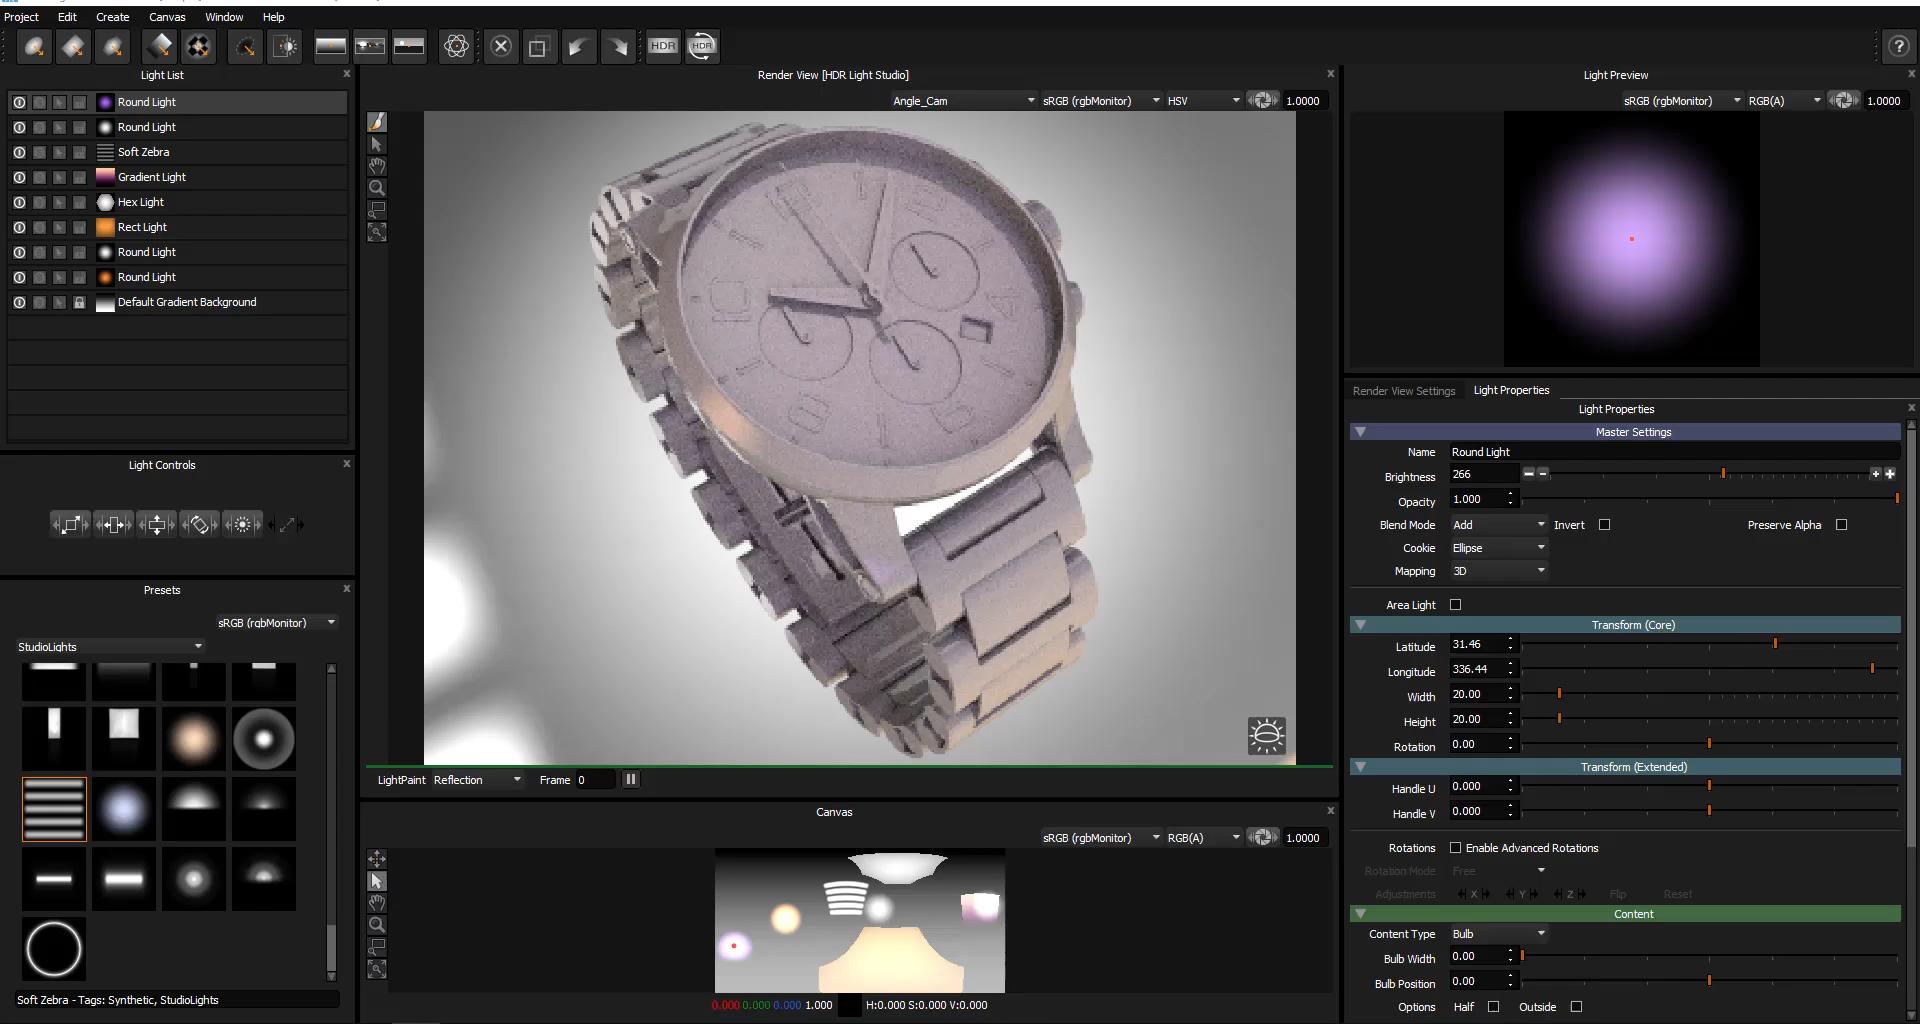 Project Edit Create Canvas Window Help
HDR HDR ?
Light List
Round Light
Round Light
Soft Zebra
Gradient Light
Hex Light
Rect Light
Round Light
Round Light
Default Gradient Background
Light Controls
Presets
sRGB (rgbMonitor)
StudioLights
Soft Zebra - Tags: Synthetic, StudioLights
Render View [HDR Light Studio]
Angle_Cam sRGB (rgbMonitor) HSV 1.0000
LightPaint Reflection Frame 0
Canvas
sRGB (rgbMonitor) RGB(A) 1.0000
0.000 0.000 0.000 1.000 H:0.000 S:0.000 V:0.000
Light Preview
sRGB (rgbMonitor) RGB(A) 1.0000
Render View Settings Light Properties
Light Properties
Master Settings
Name Round Light
Brightness 266
Opacity 1.000
Blend Mode Add Invert Preserve Alpha
Cookie Ellipse
Mapping 3D
Area Light
Transform (Core)
Latitude 31.46
Longitude 336.44
Width 20.00
Height 20.00
Rotation 0.00
Transform (Extended)
Handle U 0.000
Handle V 0.000
Rotations Enable Advanced Rotations
Rotation Mode Free
Adjustments X Y Z Flip Reset
Content
Content Type Bulb
Bulb Width 0.00
Bulb Position 0.00
Options Half Outside